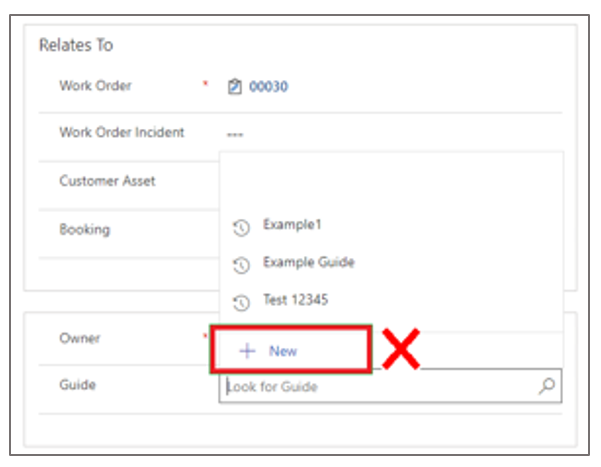 Relates To
Work Order * 00030
Work Order Incident ---
Customer Asset
Booking
Example1
Example Guide
Test 12345
Owner *
+ New
Guide
Look for Guide